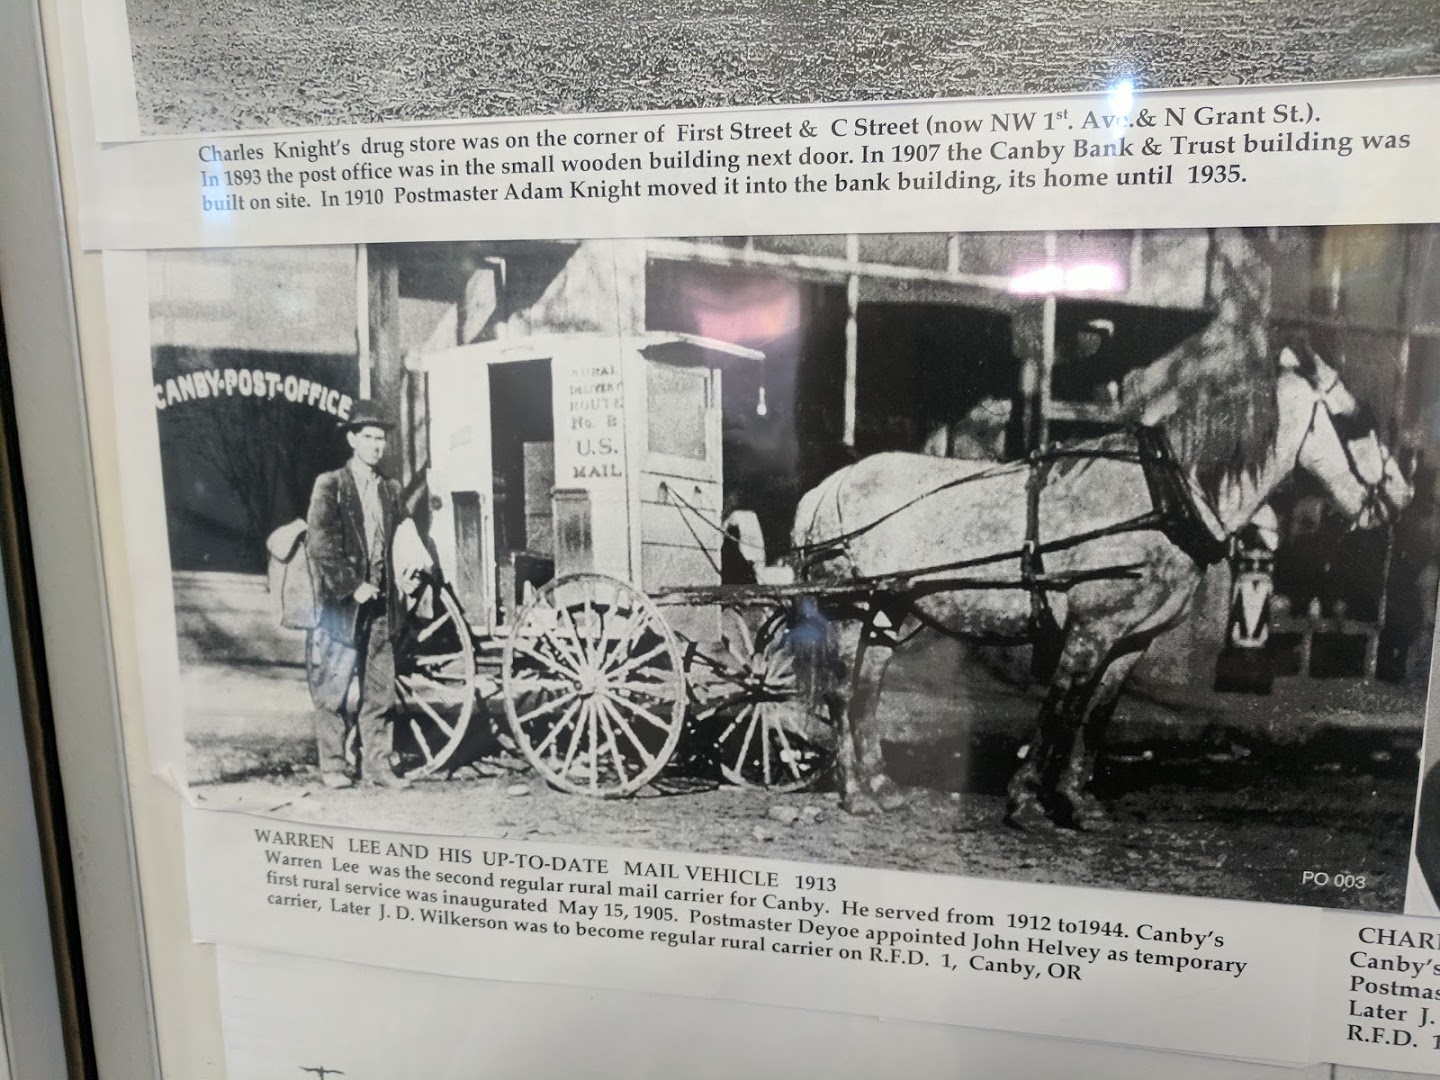 Charles Knight's drug store was on the corner of First Street & C Street (now NW 1st. Av.& N Grant St.).
In 1893 the post office was in the small wooden building next door. In 1907 the Canby Bank & Trust building was
built on site. In 1910 Postmaster Adam Knight moved it into the bank building, its home until 1935.
CANBY·POST·OFFICE
RURAL
DELIVERY
ROUTE
No.
U.S.
MAIL
PO 003
WARREN LEE AND HIS UP-TO-DATE MAIL VEHICLE 1913
Warren Lee was the second regular rural mail carrier for Canby. He served from 1912 to1944. Canby's
first rural service was inaugurated May 15, 1905. Postmaster Deyoe appointed John Helvey as temporary
carrier, Later J. D. Wilkerson was to become regular rural carrier on R.F.D. 1, Canby, OR
CHAR
Canby's
Postmas
Later J.
R.F.D. 1